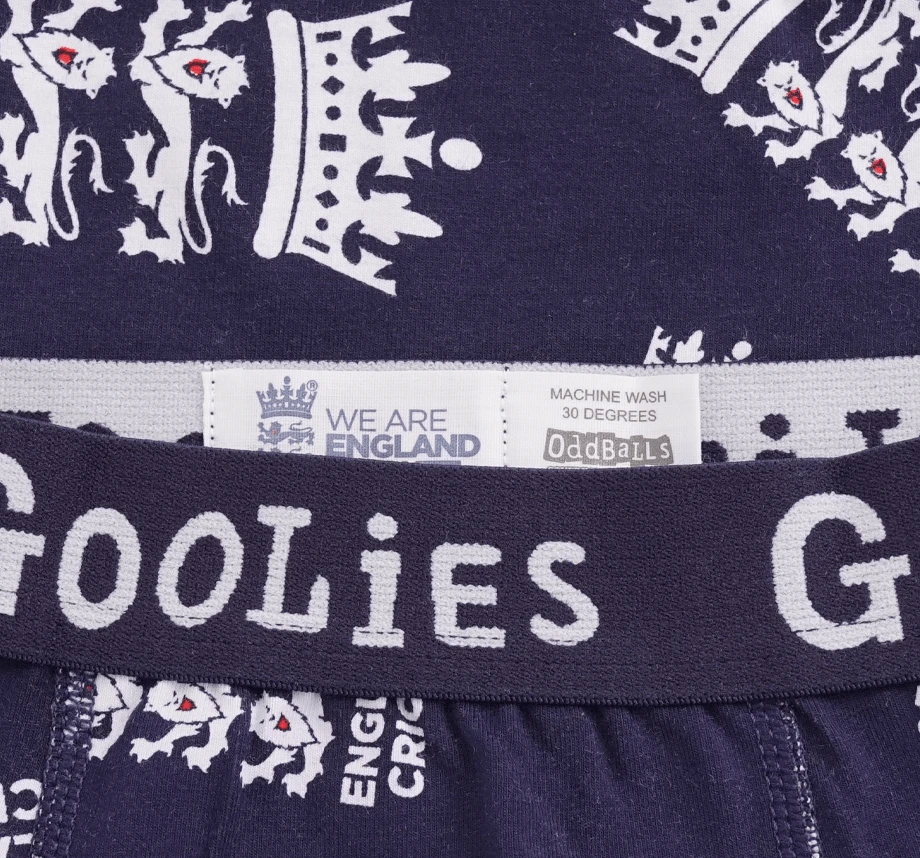 ®
WE ARE
ENGLAND
MACHINE WASH
30 DEGREES
OddBaLLs
GOOLiES
G
ENGL
CRIC